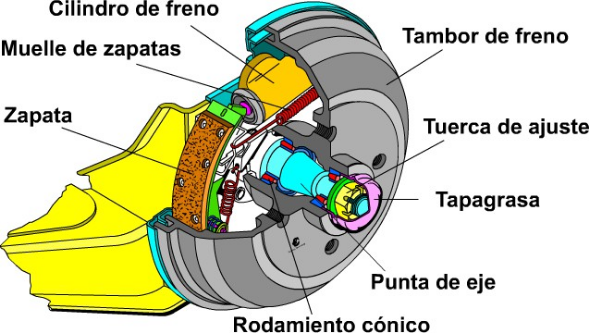 Cilindro de freno
Muelle de zapatas
Tambor de freno
Zapata
Tuerca de ajuste
Tapagrasa
Punta de eje
Rodamiento cónico